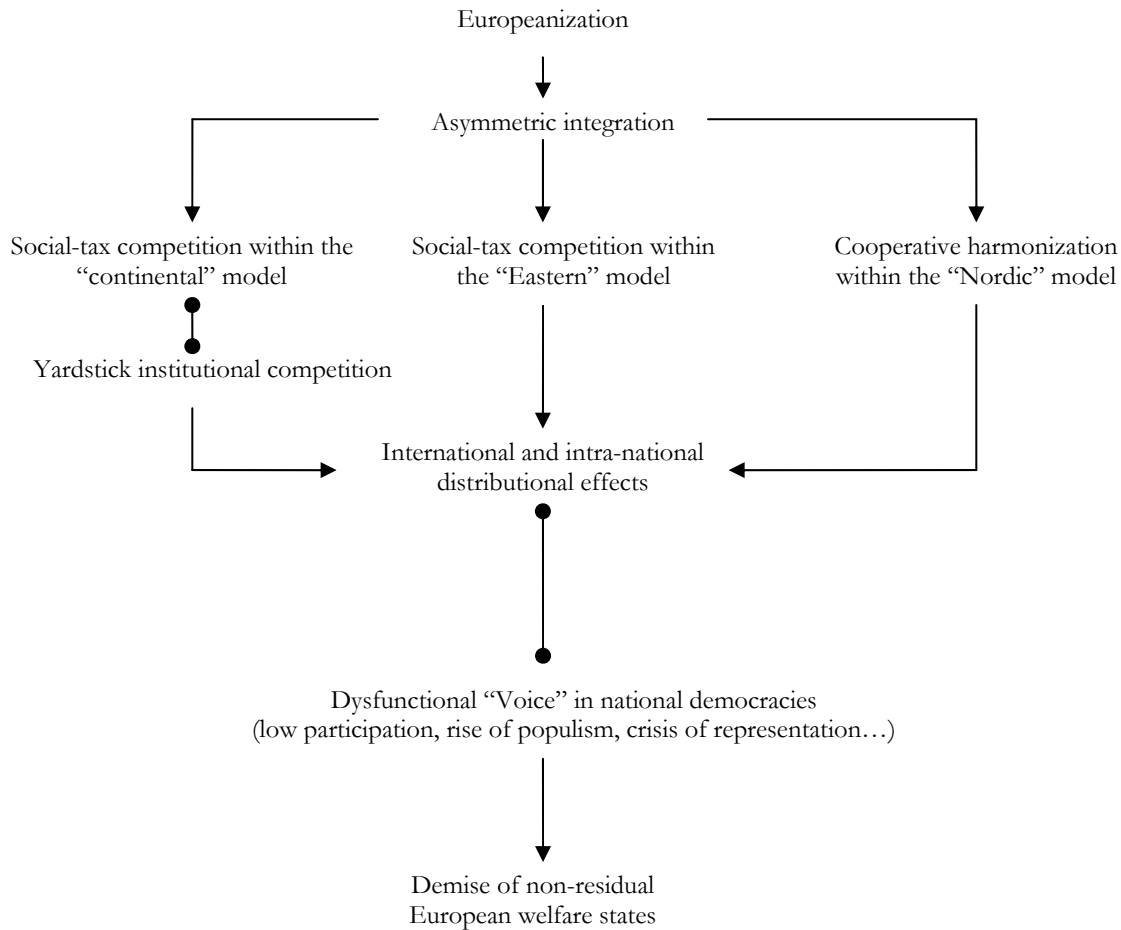 Europeanization
Asymmetric integration
Social-tax competition within the
“continental” model
Social-tax competition within
the “Eastern” model
Cooperative harmonization
within the “Nordic” model
Yardstick institutional competition
International and intra-national
distributional effects
Dysfunctional “Voice” in national democracies
(low participation, rise of populism, crisis of representation…)
Demise of non-residual
European welfare states